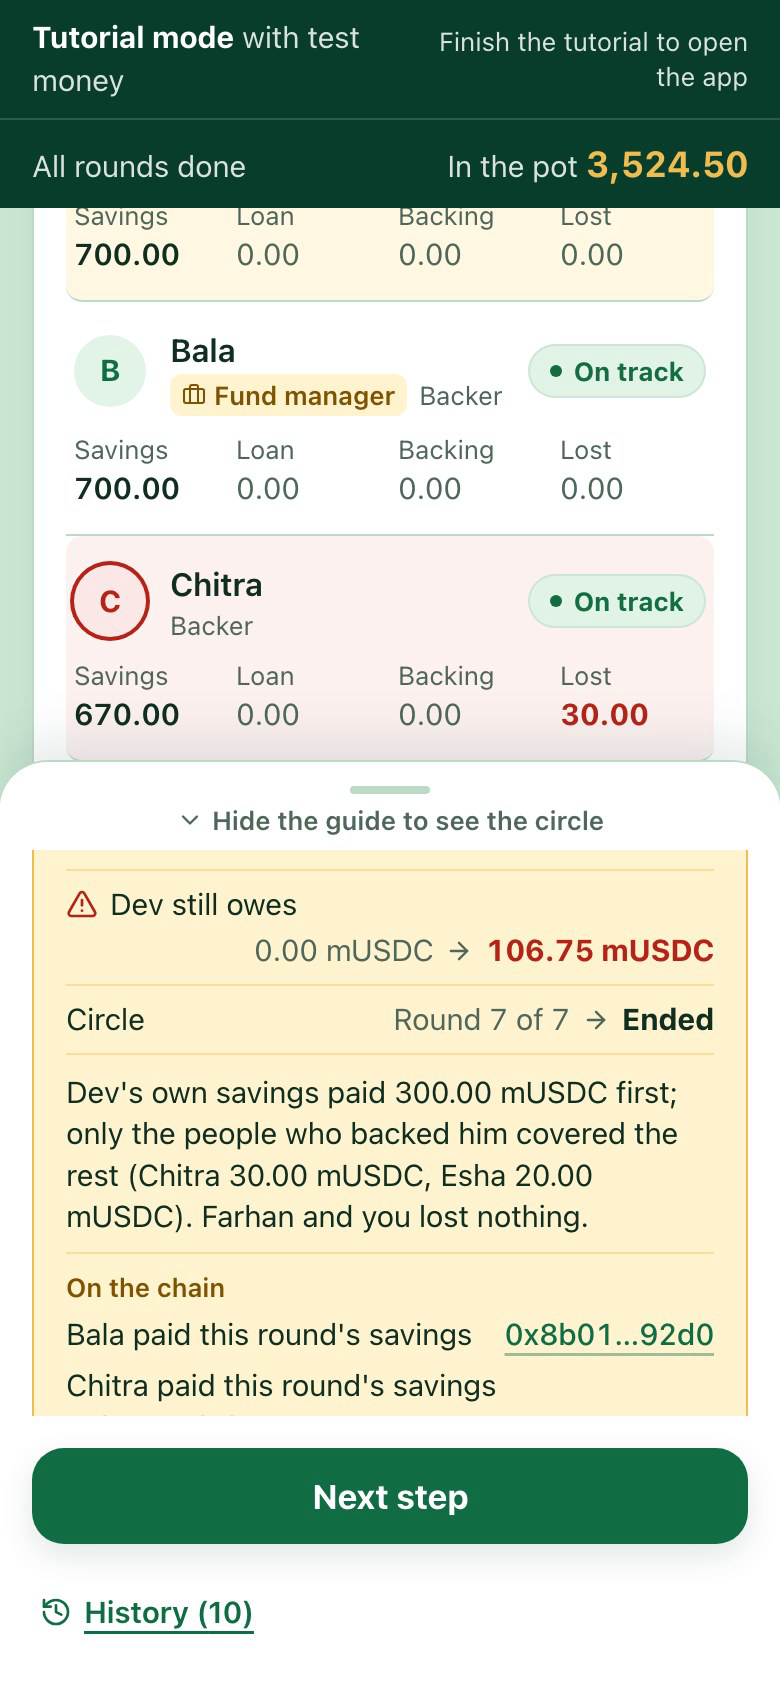 Tutorial mode with test money
Finish the tutorial to open the app
All rounds done
In the pot 3,524.50
Savings Loan Backing Lost
700.00 0.00 0.00 0.00
B
Bala
Fund manager Backer
On track
Savings Loan Backing Lost
700.00 0.00 0.00 0.00
C
Chitra
Backer
On track
Savings Loan Backing Lost
670.00 0.00 0.00 30.00
Hide the guide to see the circle
Dev still owes
0.00 mUSDC → 106.75 mUSDC
Circle Round 7 of 7 → Ended
Dev's own savings paid 300.00 mUSDC first;
only the people who backed him covered the
rest (Chitra 30.00 mUSDC, Esha 20.00
mUSDC). Farhan and you lost nothing.
On the chain
Bala paid this round's savings 0x8b01...92d0
Chitra paid this round's savings
Next step
History (10)